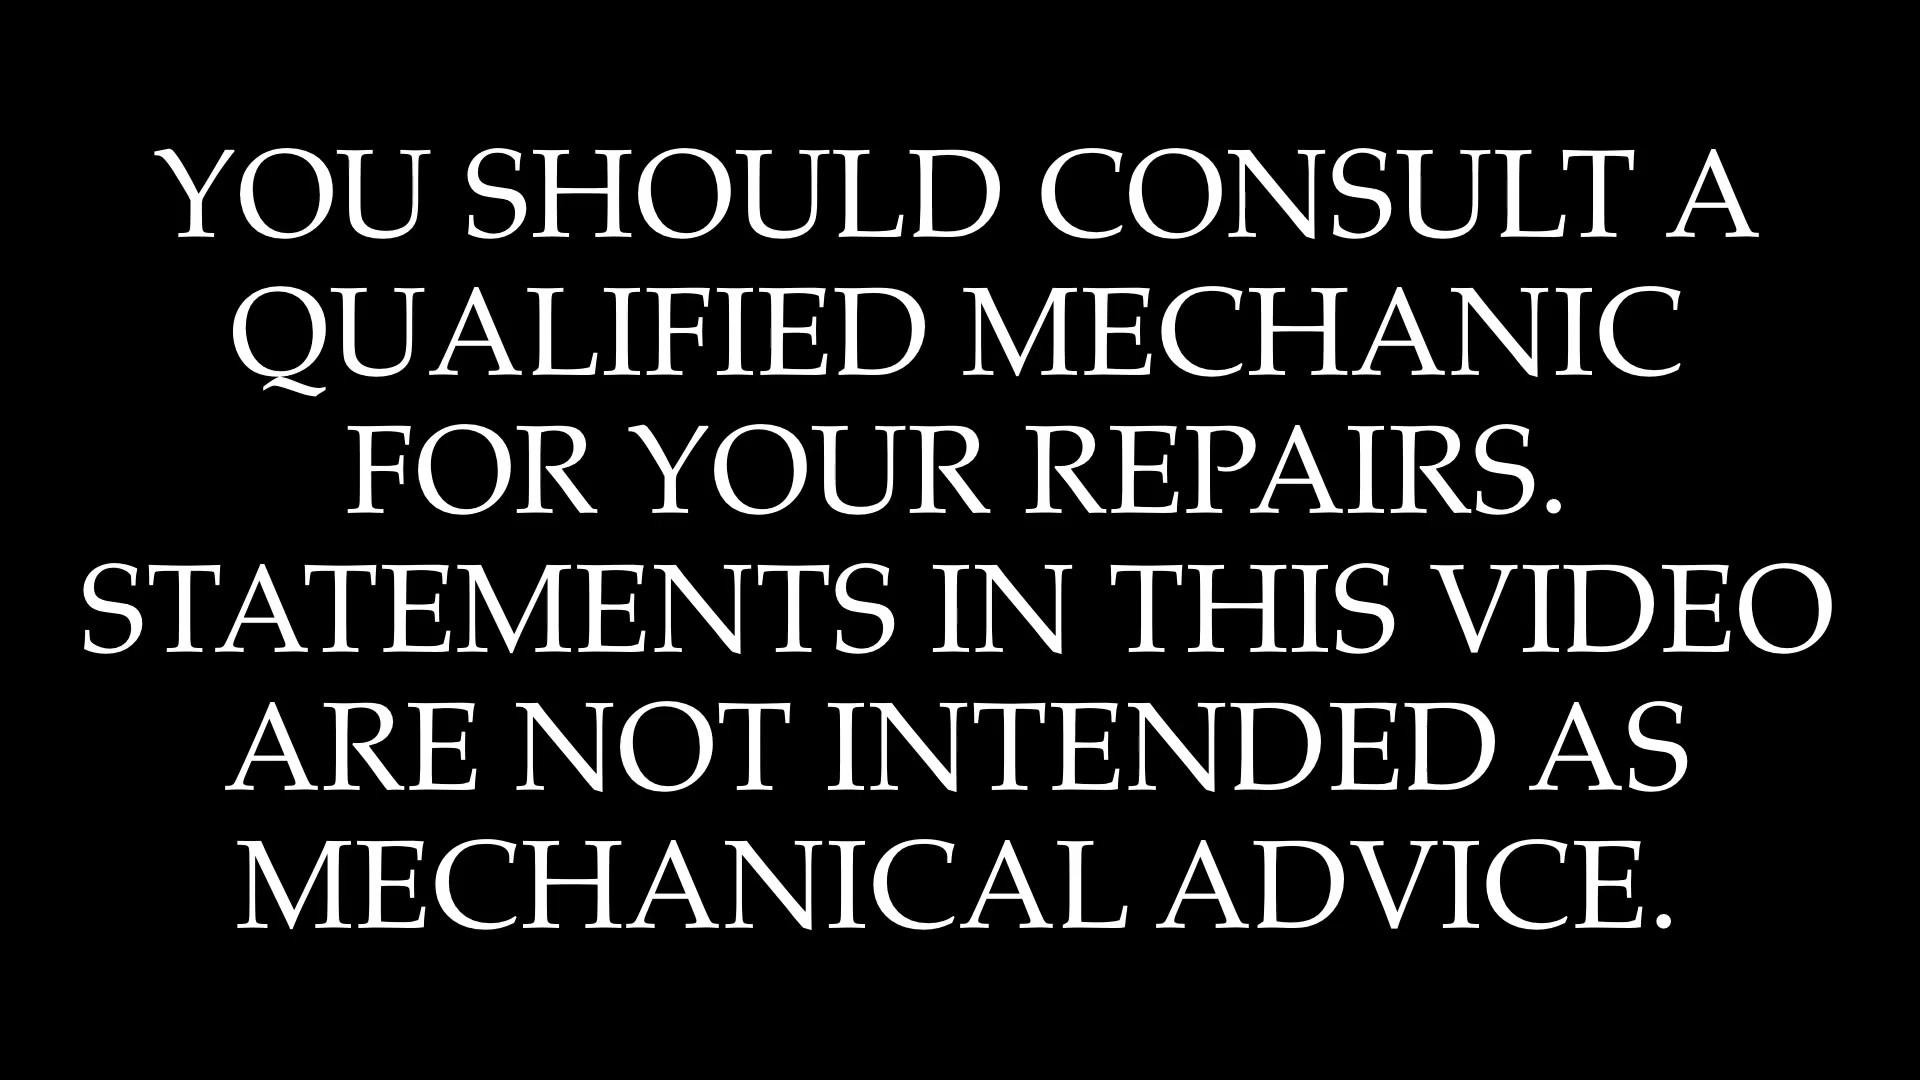 YOU SHOULD CONSULT A
QUALIFIED MECHANIC
FOR YOUR REPAIRS.
STATEMENTS IN THIS VIDEO
ARE NOT INTENDED AS
MECHANICAL ADVICE.